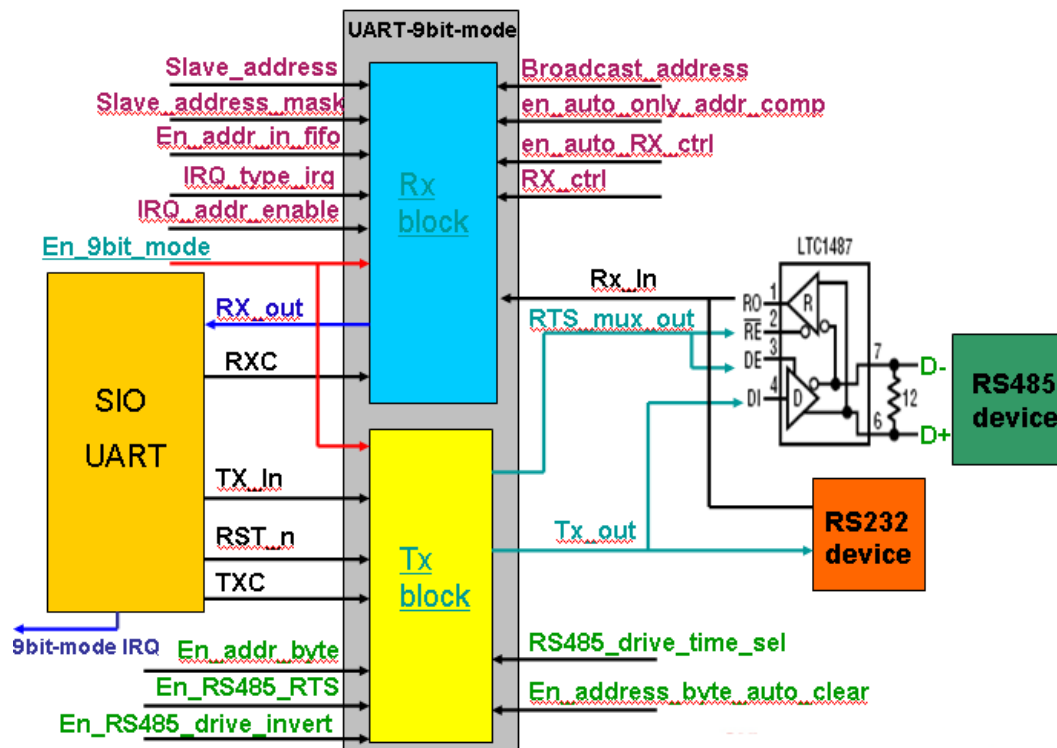 UART-9bit-mode
Slave_address
Broadcast_address
Slave_address_mask
en_auto_only_addr_comp
En_addr_in_fifo
en_auto_RX_ctrl
IRQ_type_irq
RX_ctrl
IRQ_addr_enable
Rx
block
En_9bit_mode
LTC1487
Rx_In
RO
1
R
RX_out
RTS_mux_out
RE
2
DE
3
7
D-
RXC
DI
4
D
12
6
D+
RS485
device
SIO
UART
TX_In
RST_n
Tx_out
RS232
device
TXC
Tx
block
9bit-mode IRQ
En_addr_byte
RS485_drive_time_sel
En_RS485_RTS
En_address_byte_auto_clear
En_RS485_drive_invert